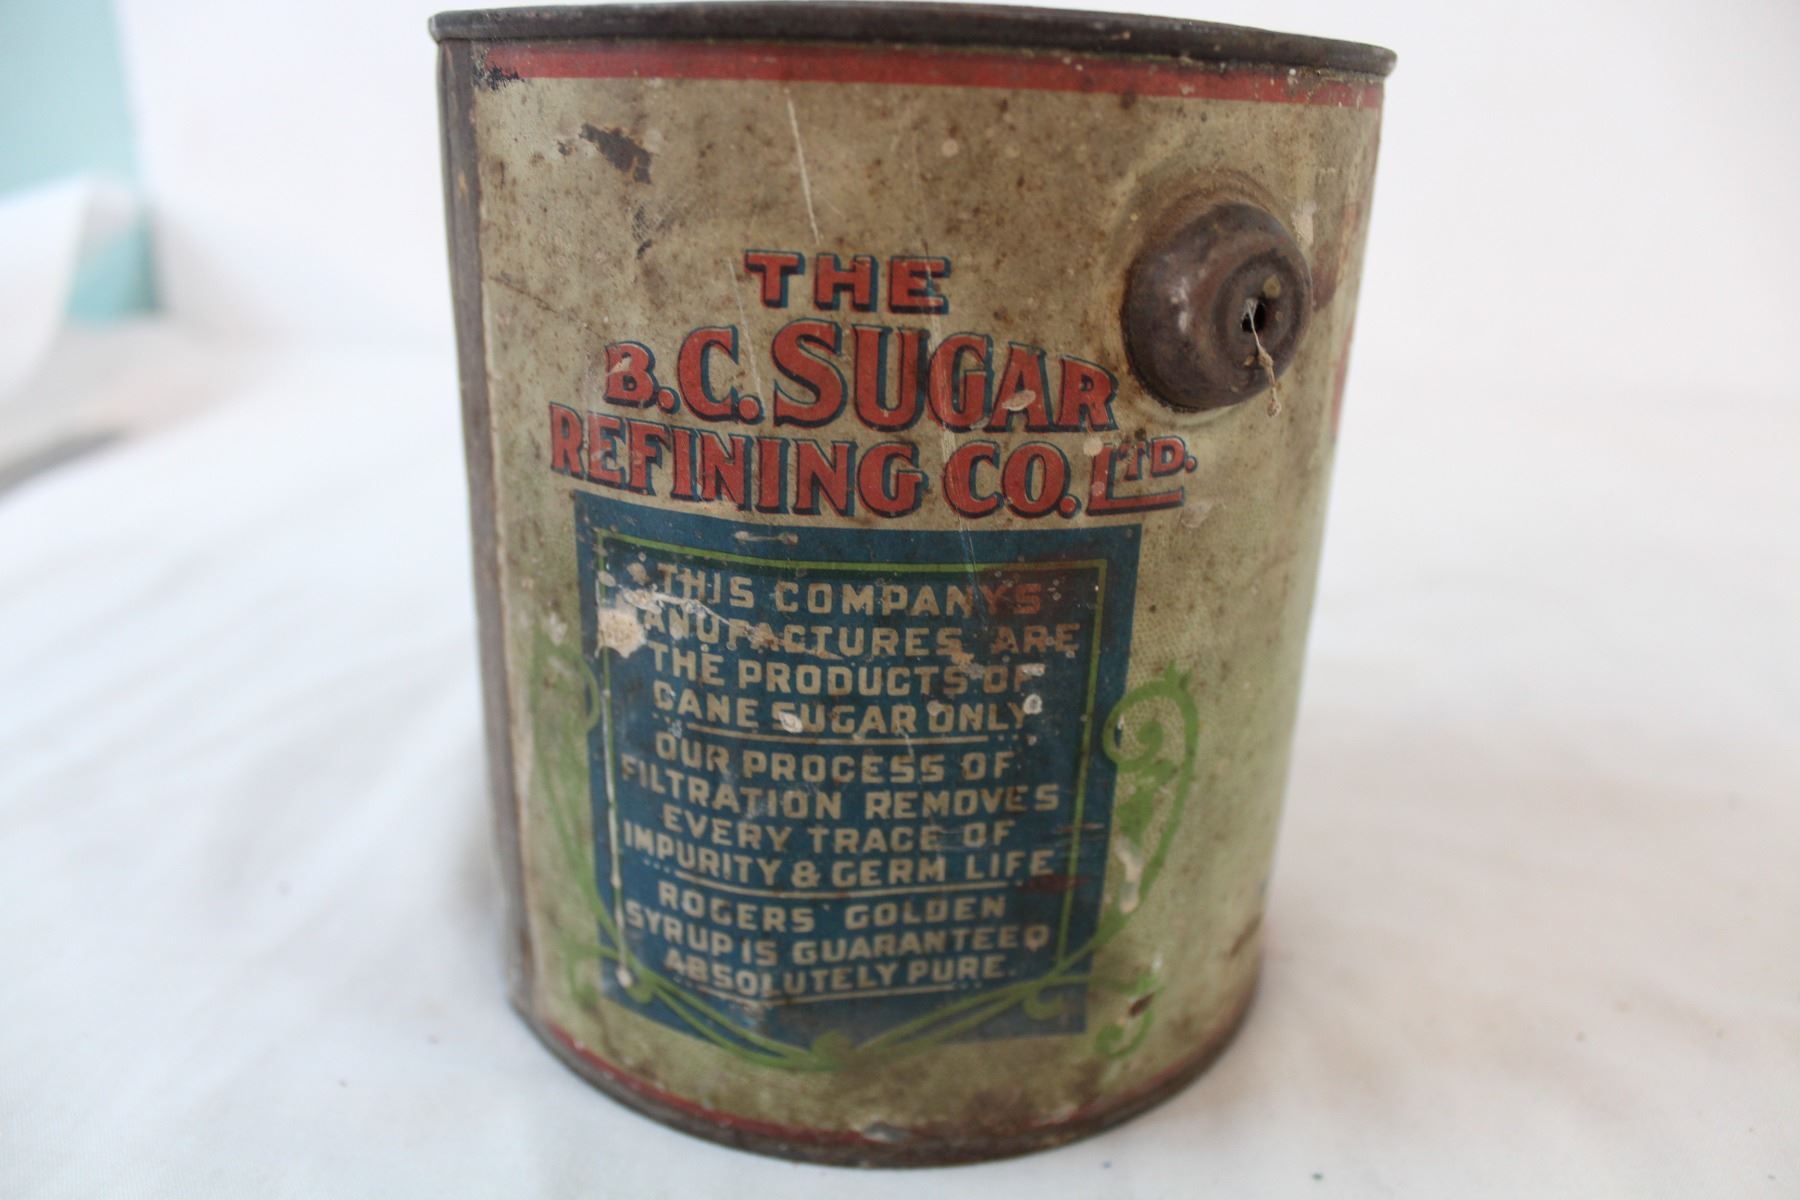 THE
B.C. SUGAR
REFINING CO. LTD.
THIS COMPANY'S
MANUFACTURES, ARE
THE PRODUCTS OF
CANE SUGAR ONLY
OUR PROCESS OF
FILTRATION REMOVES
EVERY TRACE OF
IMPURITY & GERM LIFE
ROGERS' GOLDEN
SYRUP IS GUARANTEED
ABSOLUTELY PURE.